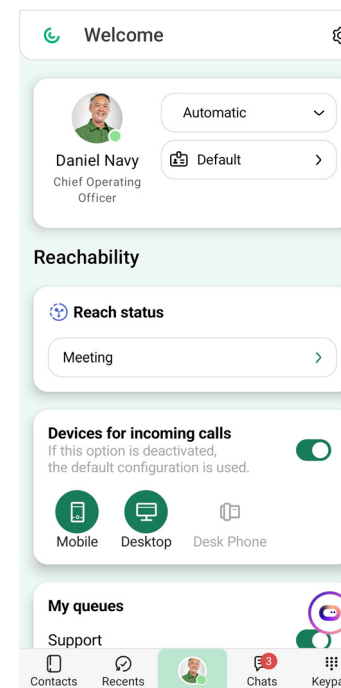 Welcome
Automatic
Default
Daniel Navy
Chief Operating
Officer
Reachability
Reach status
Meeting
Devices for incoming calls
If this option is deactivated,
the default configuration is used.
Mobile Desktop Desk Phone
My queues
Support
3
Contacts Recents Chats Keypa